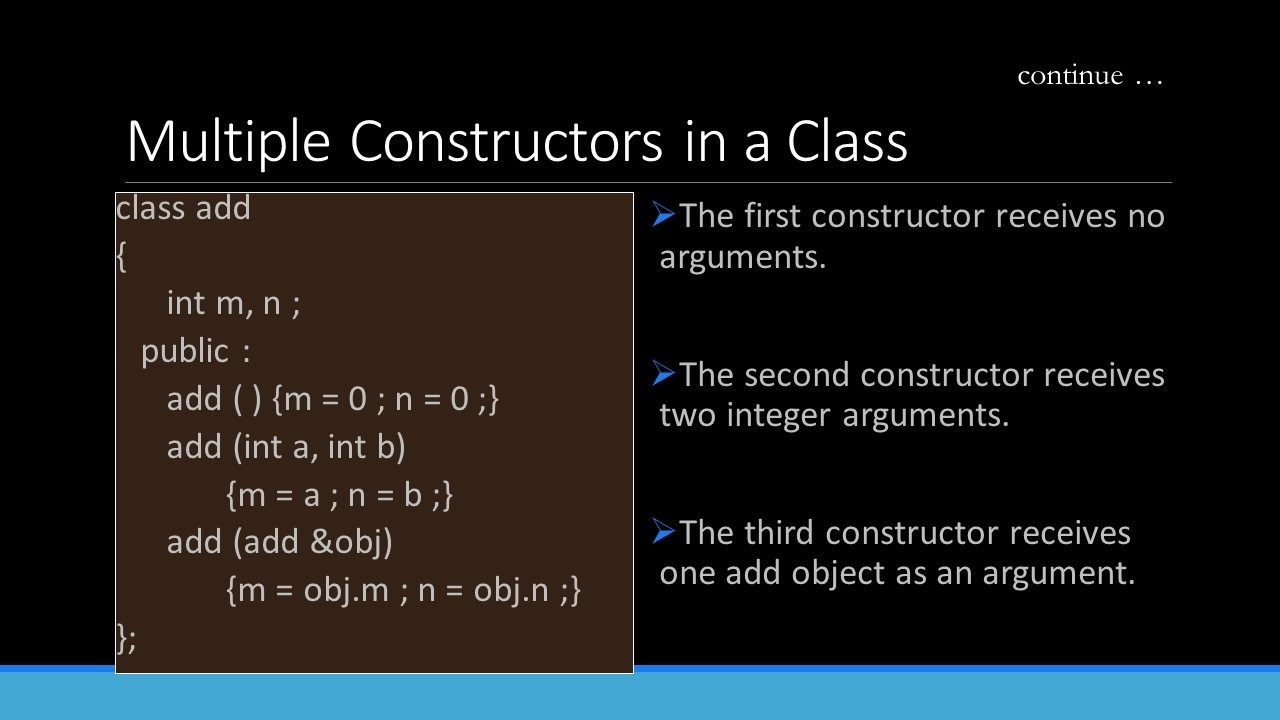 continue …
Multiple Constructors in a Class
class add
{
int m, n ;
public :
add ( ) {m = 0 ; n = 0 ;}
add (int a, int b)
{m = a ; n = b ;}
add (add &obj)
{m = obj.m ; n = obj.n ;}
};
The first constructor receives no
arguments.
The second constructor receives
two integer arguments.
The third constructor receives
one add object as an argument.